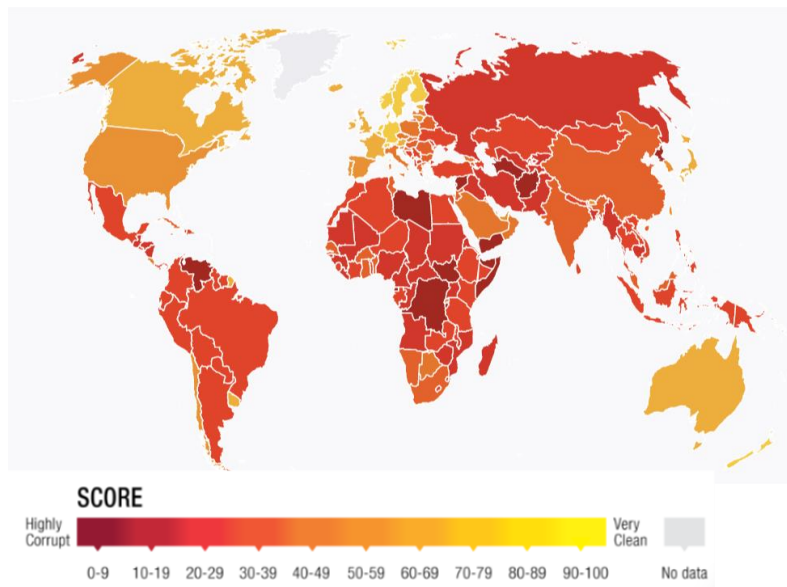 SCORE
Highly Corrupt
Very Clean
0-9 10-19 20-29 30-39 40-49 50-59 60-69 70-79 80-89 90-100 No data